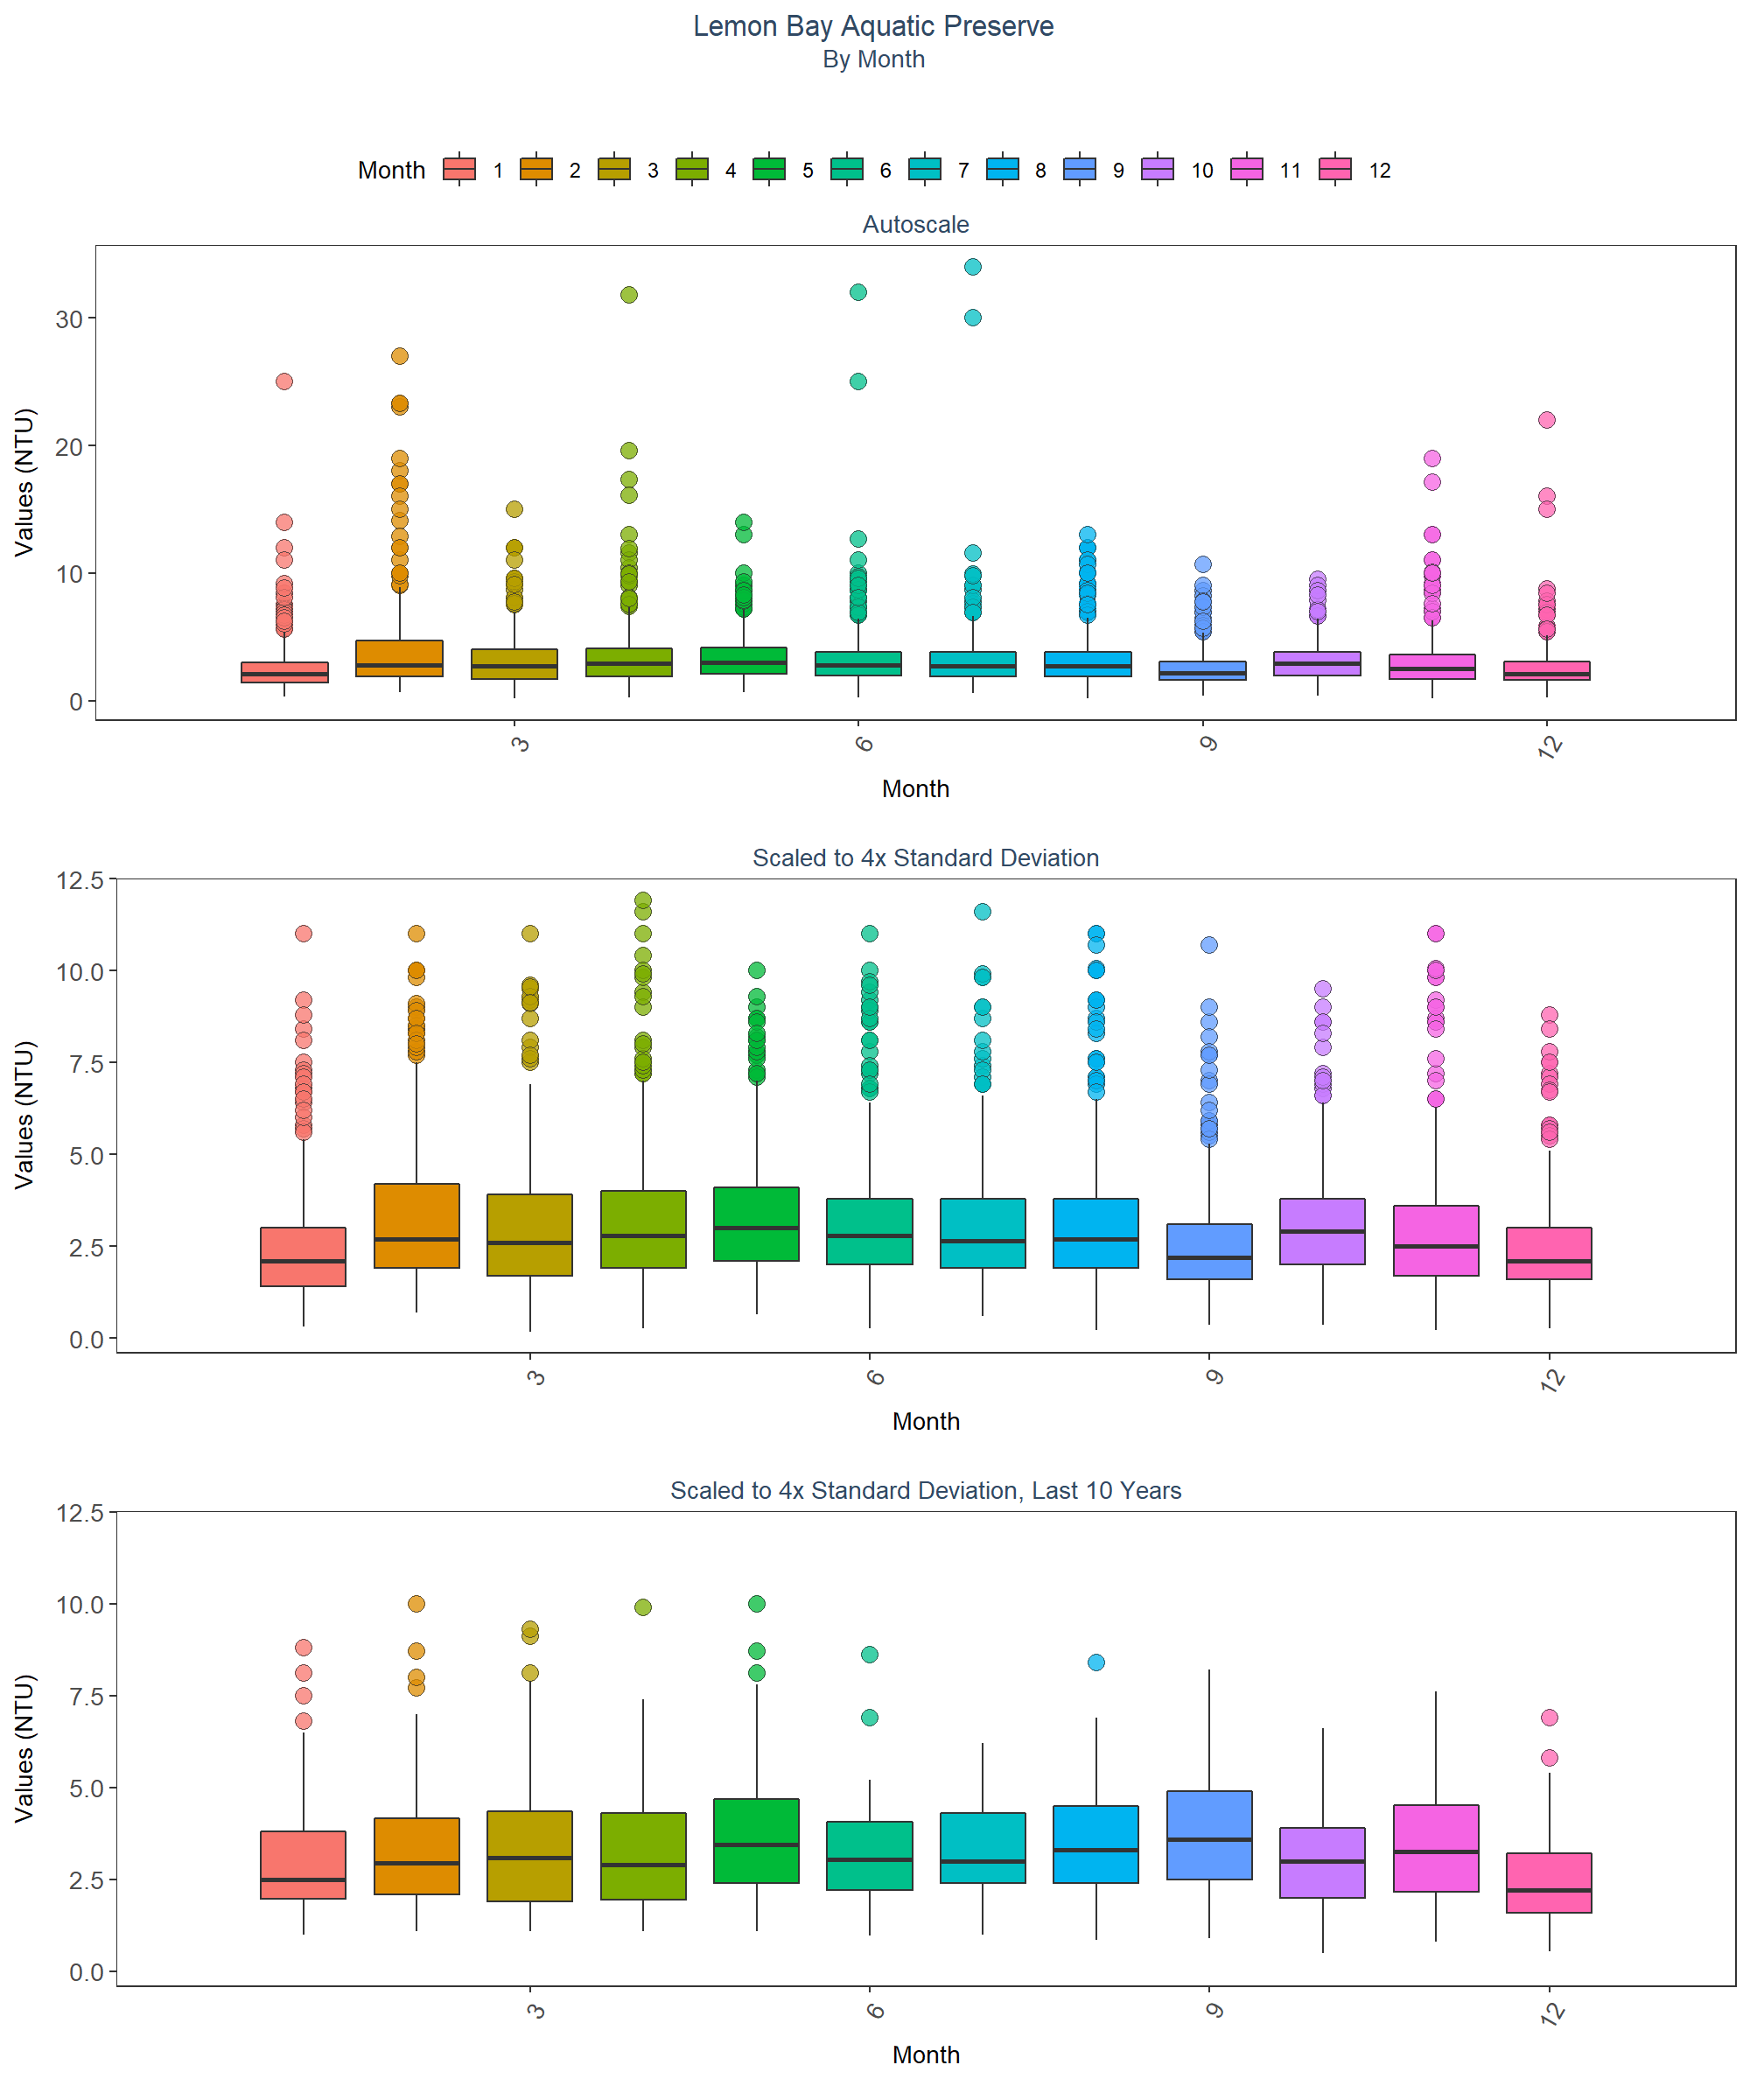 Lemon Bay Aquatic Preserve
By Month
Month 1 2 3 4 5 6 7 8 9 10 11 12
Autoscale
Values (NTU)
30
20
10
0
3 6 9 12
Month
Scaled to 4x Standard Deviation
Values (NTU)
12.5
10.0
7.5
5.0
2.5
0.0
3 6 9 12
Month
Scaled to 4x Standard Deviation, Last 10 Years
Values (NTU)
12.5
10.0
7.5
5.0
2.5
0.0
3 6 9 12
Month